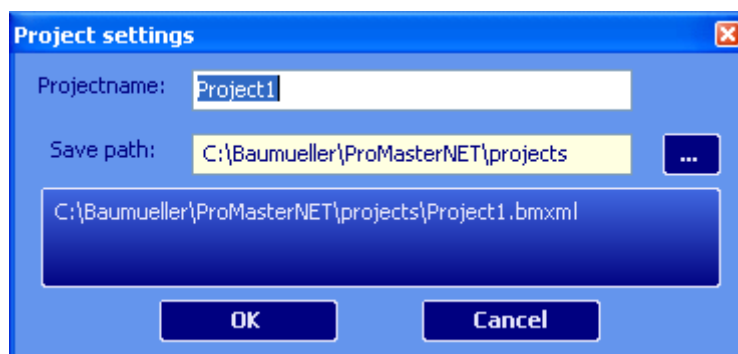 Project settings
Projectname: Project1
Save path: C:\Baumueller\ProMasterNET\projects ...
C:\Baumueller\ProMasterNET\projects\Project1.bmxml
OK Cancel